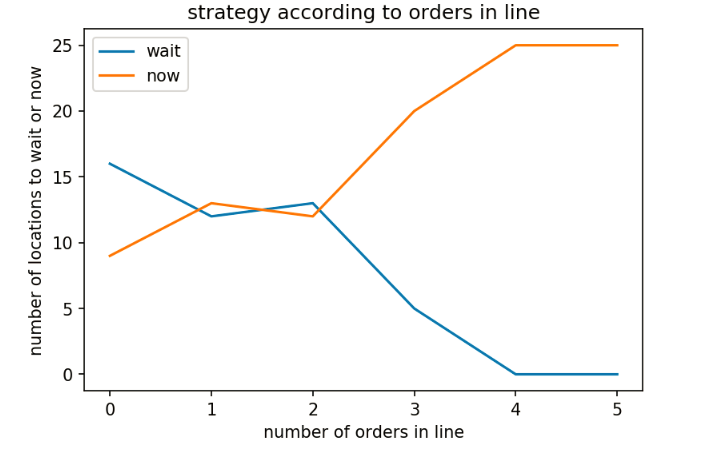 strategy according to orders in line
wait
now
number of locations to wait or now
25
20
15
10
5
0
0 1 2 3 4 5
number of orders in line